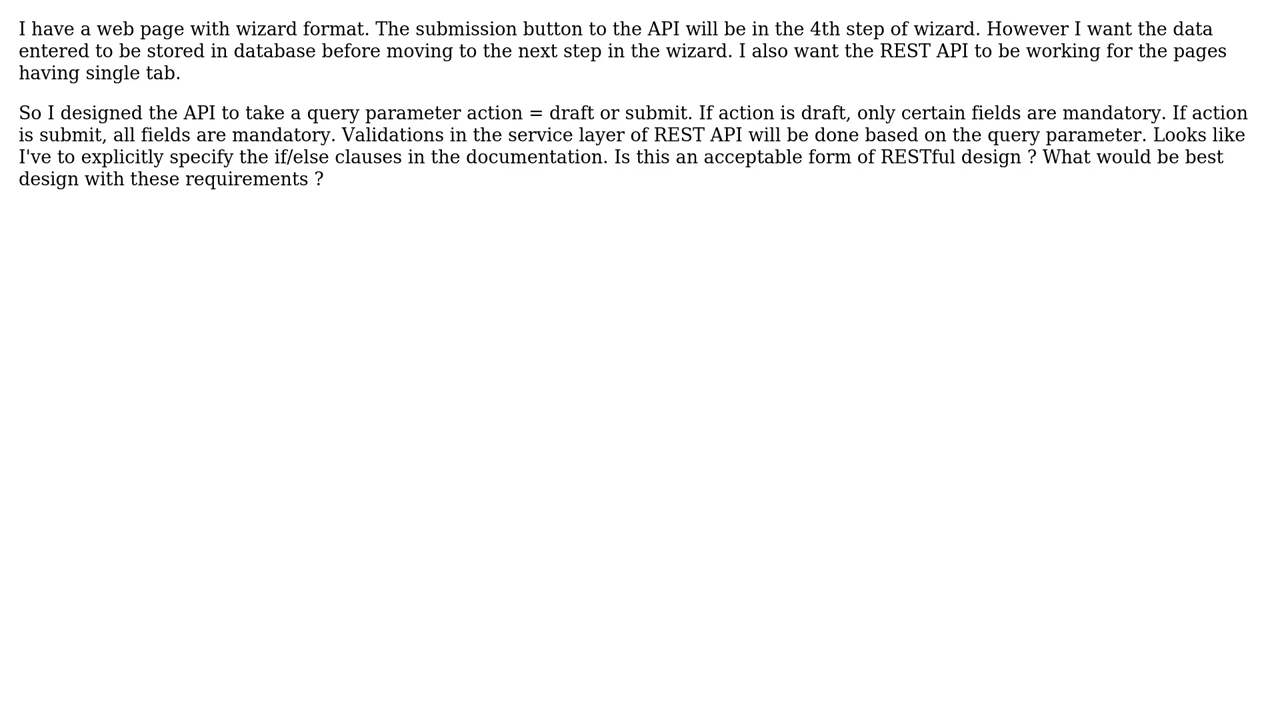 I have a web page with wizard format. The submission button to the API will be in the 4th step of wizard. However I want the data
entered to be stored in database before moving to the next step in the wizard. I also want the REST API to be working for the pages
having single tab.
So I designed the API to take a query parameter action = draft or submit. If action is draft, only certain fields are mandatory. If action
is submit, all fields are mandatory. Validations in the service layer of REST API will be done based on the query parameter. Looks like
I've to explicitly specify the if/else clauses in the documentation. Is this an acceptable form of RESTful design ? What would be best
design with these requirements ?